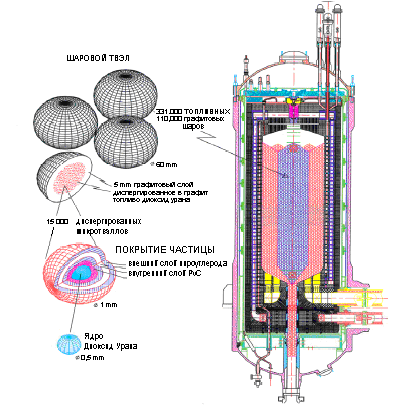 ШАРОВОЙ ТВЭЛ
331,000 ТОПЛИВНЫХ
110,000 графитовых
шаров
⌀ 60 mm
5 mm графитовый слой
диспергированное в графит
топливо диоксид урана
15 000 диспергированных
микротвэллов
ПОКРЫТИЕ ЧАСТИЦЫ
внешний слой пироуглерода
внутренний слой PyC
⌀ 1 mm
Ядро
Диоксид Урана
⌀ 0,5 mm